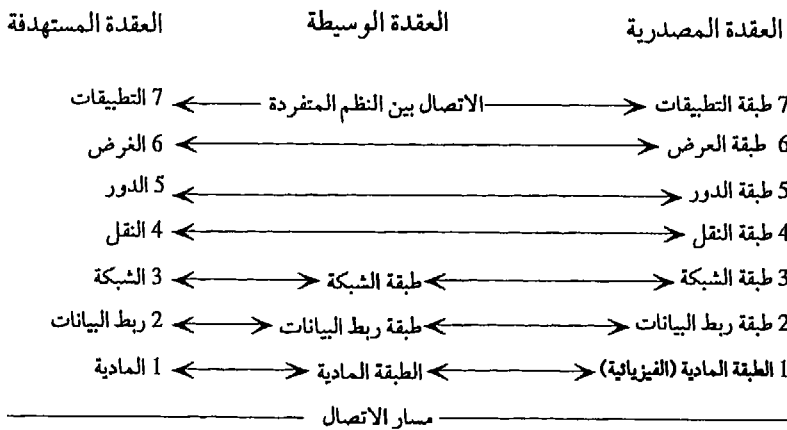 العقدة المصدرية العقدة الوسيطة العقدة المستهدفة
7 طبقة التطبيقات الاتصال بين النظم المتفردة 7 التطبيقات
6 طبقة العرض 6 الغرض
5 طبقة الدور 5 الدور
4 طبقة النقل 4 النقل
3 طبقة الشبكة طبقة الشبكة 3 الشبكة
2 طبقة ربط البيانات طبقة ربط البيانات 2 ربط البيانات
1 الطبقة المادية (الفيزيائية) الطبقة المادية 1 المادية
مسار الاتصال